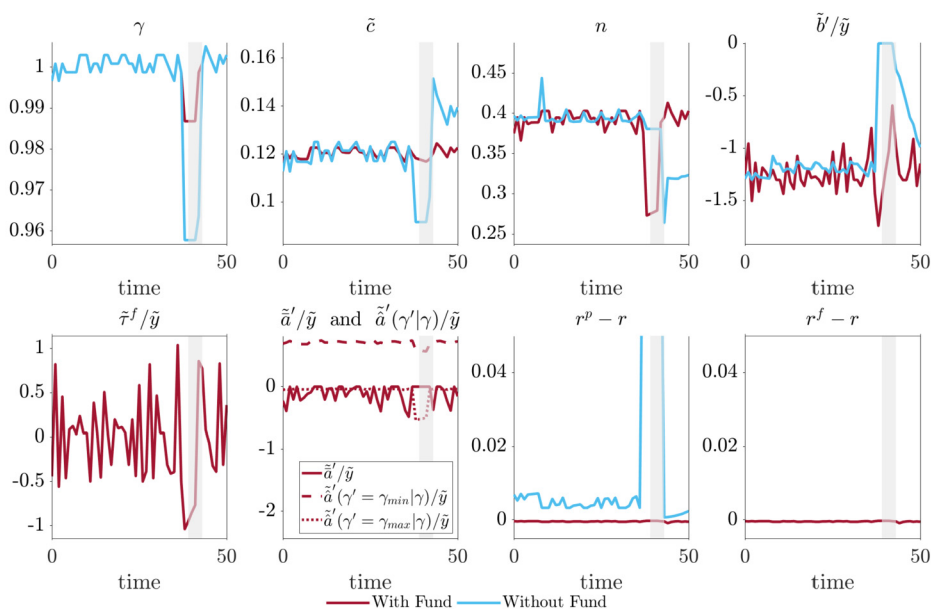 γ
c̃
n
b̃′/ỹ
1
0.99
0.98
0.97
0.96
0.16
0.14
0.12
0.1
0.45
0.4
0.35
0.3
0.25
0
-0.5
-1
-1.5
0 50
0 50
0 50
0 50
time
time
time
time
τ̃ᶠ/ỹ
ā̃′/ỹ and ã̂′(γ′|γ)/ỹ
rᵖ − r
rᶠ − r
1
0.5
0
-0.5
-1
0
-1
-2
0.04
0.02
0
0.04
0.02
0
ā̃′/ỹ
ã̂′(γ′ = γₘᵢₙ|γ)/ỹ
ã̂′(γ′ = γₘₐₓ|γ)/ỹ
0 50
0 50
0 50
0 50
time
time
time
time
With Fund Without Fund